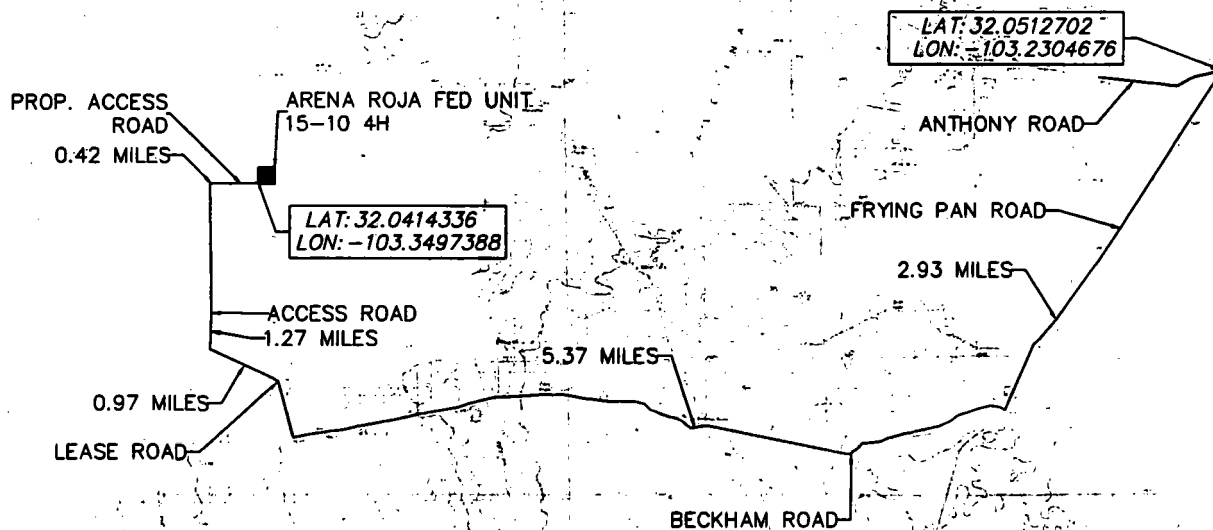 LAT: 32.0512702
LON: -103.2304676
PROP. ACCESS
ROAD
0.42 MILES
ARENA ROJA FED UNIT
15-10 4H
ANTHONY ROAD
LAT: 32.0414336
LON: -103.3497388
FRYING PAN ROAD
2.93 MILES
ACCESS ROAD
1.27 MILES
5.37 MILES
0.97 MILES
LEASE ROAD
BECKHAM ROAD